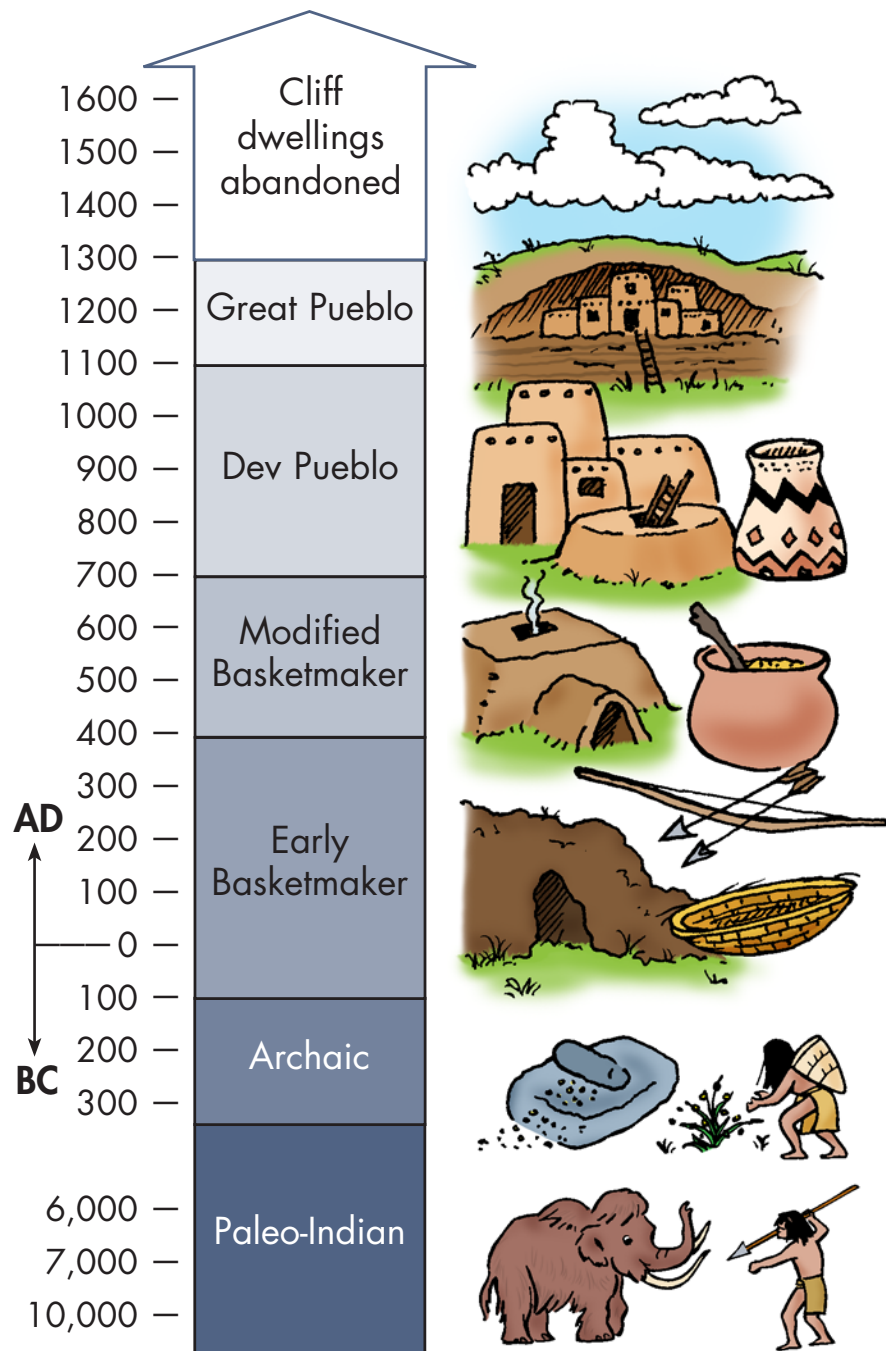 1600
1500
1400
1300
1200
1100
1000
900
800
700
600
500
400
300
200
100
0
100
200
300
6,000
7,000
10,000
AD
BC
Cliff
dwellings
abandoned
Great Pueblo
Dev Pueblo
Modified
Basketmaker
Early
Basketmaker
Archaic
Paleo-Indian